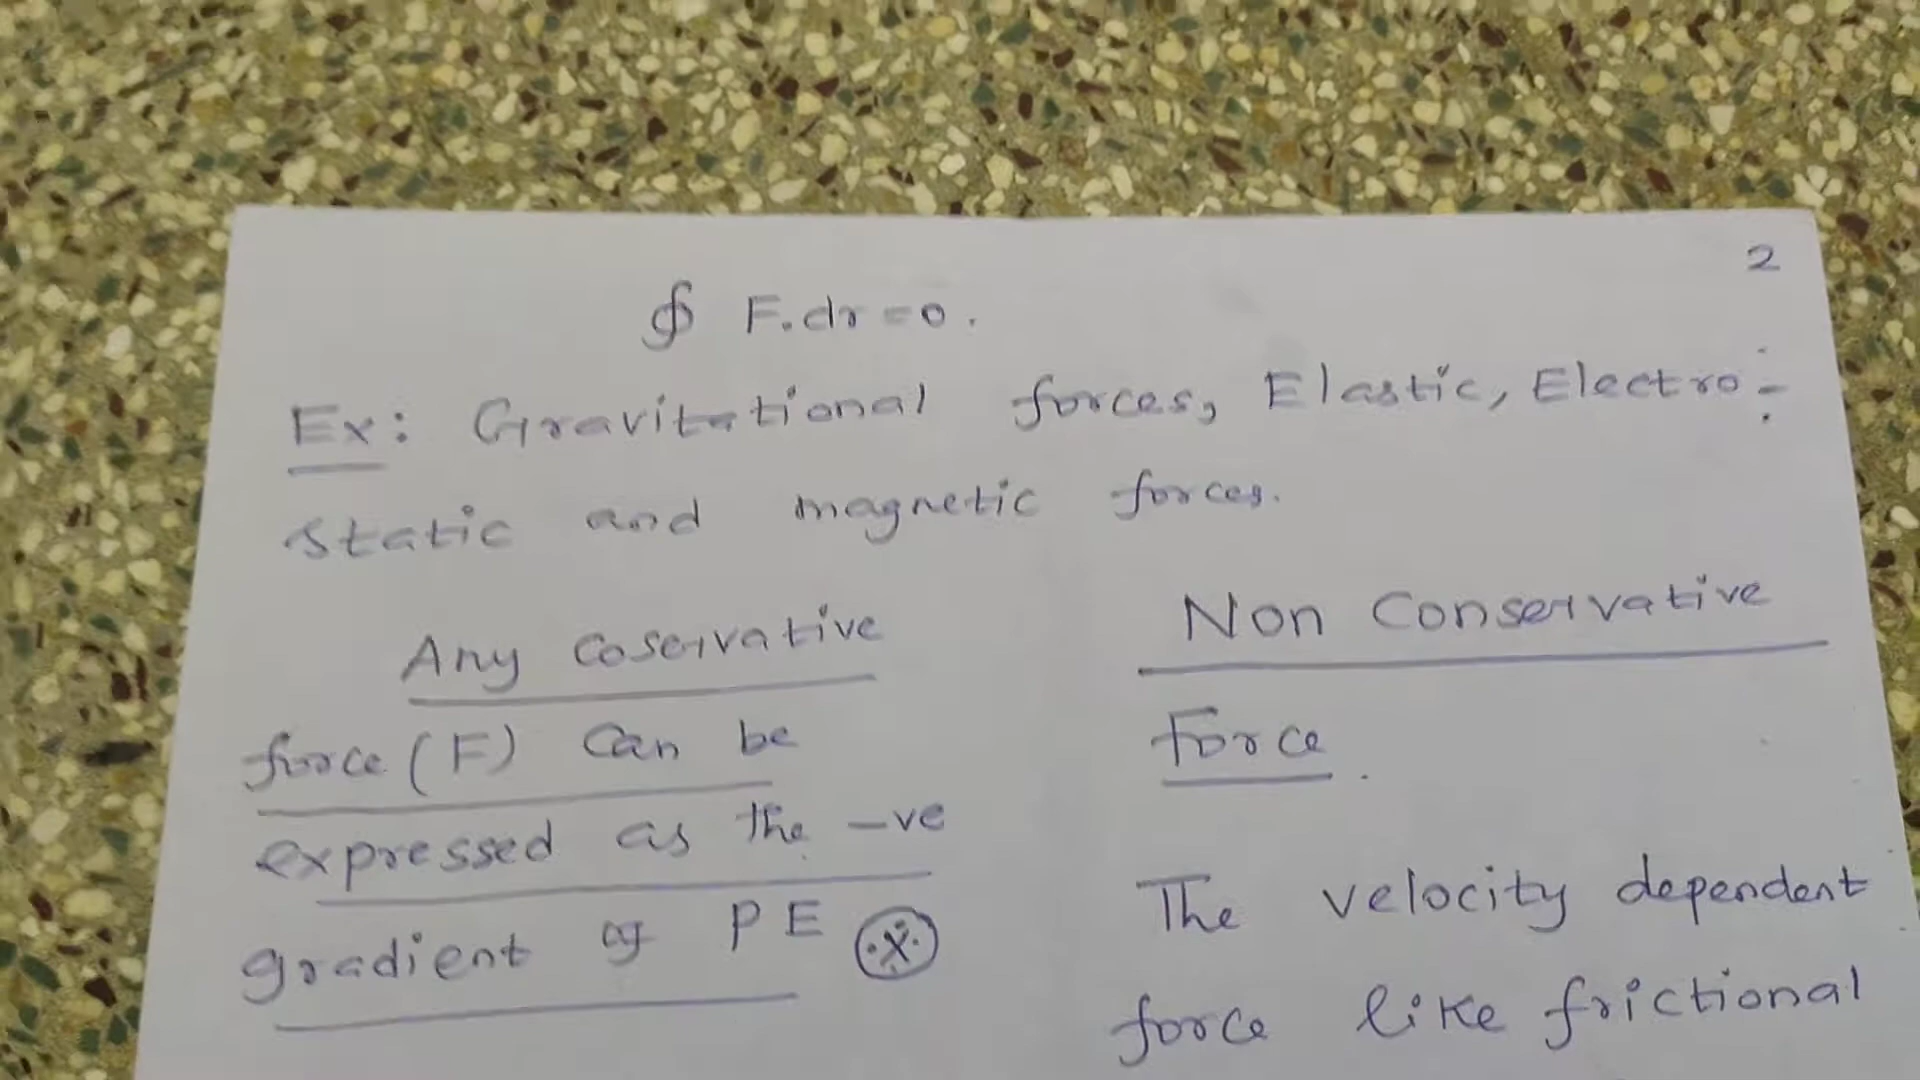 2
∮ F.dr = 0.
Ex: Gravitational forces, Elastic, Electro-
static and magnetic forces.
Any coservative
force (F) can be
expressed as the -ve
gradient of PE
Non Conservative
Force.
The velocity dependent
force like frictional